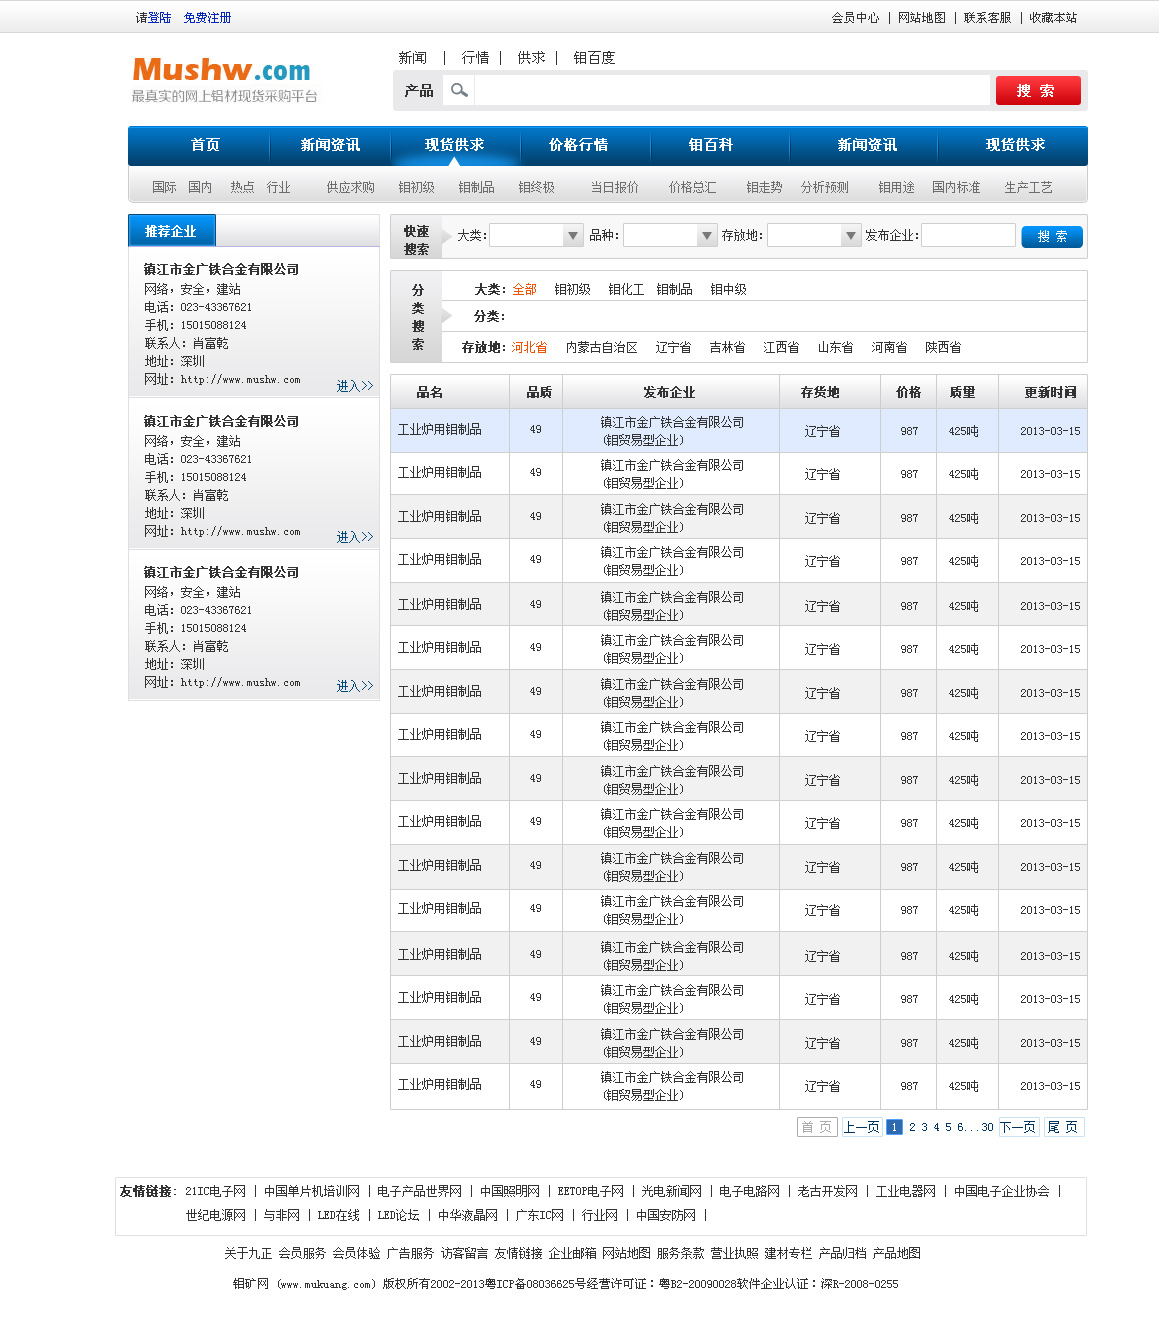 请登陆 免费注册 会员中心 | 网站地图 | 联系客服 | 收藏本站
新闻 | 行情 | 供求 | 钼百度
Mushw.com
最真实的网上铝材现货采购平台
产品 搜 索
首页 新闻资讯 现货供求 价格行情 钼百科 新闻资讯 现货供求
国际 国内 热点 行业 供应求购 钼初级 钼制品 钼终极 当日报价 价格总汇 钼走势 分析预测 钼用途 国内标准 生产工艺
推荐企业
镇江市金广铁合金有限公司
网络，安全，建站
电话：023-43367621
手机：15015088124
联系人：肖富乾
地址：深圳
网址：http://www.mushw.com
进入>>
镇江市金广铁合金有限公司
网络，安全，建站
电话：023-43367621
手机：15015088124
联系人：肖富乾
地址：深圳
网址：http://www.mushw.com
进入>>
镇江市金广铁合金有限公司
网络，安全，建站
电话：023-43367621
手机：15015088124
联系人：肖富乾
地址：深圳
网址：http://www.mushw.com
进入>>
快速
搜索
大类： 品种： 存放地： 发布企业： 搜 索
分
类
搜
索
大类：全部 钼初级 钼化工 钼制品 钼中级
分类：
存放地：河北省 内蒙古自治区 辽宁省 吉林省 江西省 山东省 河南省 陕西省
品名 品质 发布企业 存货地 价格 质量 更新时间
工业炉用钼制品 49 镇江市金广铁合金有限公司 辽宁省 987 425吨 2013-03-15
(钼贸易型企业)
工业炉用钼制品 49 镇江市金广铁合金有限公司 辽宁省 987 425吨 2013-03-15
(钼贸易型企业)
工业炉用钼制品 49 镇江市金广铁合金有限公司 辽宁省 987 425吨 2013-03-15
(钼贸易型企业)
工业炉用钼制品 49 镇江市金广铁合金有限公司 辽宁省 987 425吨 2013-03-15
(钼贸易型企业)
工业炉用钼制品 49 镇江市金广铁合金有限公司 辽宁省 987 425吨 2013-03-15
(钼贸易型企业)
工业炉用钼制品 49 镇江市金广铁合金有限公司 辽宁省 987 425吨 2013-03-15
(钼贸易型企业)
工业炉用钼制品 49 镇江市金广铁合金有限公司 辽宁省 987 425吨 2013-03-15
(钼贸易型企业)
工业炉用钼制品 49 镇江市金广铁合金有限公司 辽宁省 987 425吨 2013-03-15
(钼贸易型企业)
工业炉用钼制品 49 镇江市金广铁合金有限公司 辽宁省 987 425吨 2013-03-15
(钼贸易型企业)
工业炉用钼制品 49 镇江市金广铁合金有限公司 辽宁省 987 425吨 2013-03-15
(钼贸易型企业)
工业炉用钼制品 49 镇江市金广铁合金有限公司 辽宁省 987 425吨 2013-03-15
(钼贸易型企业)
工业炉用钼制品 49 镇江市金广铁合金有限公司 辽宁省 987 425吨 2013-03-15
(钼贸易型企业)
工业炉用钼制品 49 镇江市金广铁合金有限公司 辽宁省 987 425吨 2013-03-15
(钼贸易型企业)
工业炉用钼制品 49 镇江市金广铁合金有限公司 辽宁省 987 425吨 2013-03-15
(钼贸易型企业)
工业炉用钼制品 49 镇江市金广铁合金有限公司 辽宁省 987 425吨 2013-03-15
(钼贸易型企业)
工业炉用钼制品 49 镇江市金广铁合金有限公司 辽宁省 987 425吨 2013-03-15
(钼贸易型企业)
首 页 上一页 1 2 3 4 5 6...30 下一页 尾 页
友情链接：21IC电子网 | 中国单片机培训网 | 电子产品世界网 | 中国照明网 | EETOP电子网 | 光电新闻网 | 电子电路网 | 老古开发网 | 工业电器网 | 中国电子企业协会 |
世纪电源网 | 与非网 | LED在线 | LED论坛 | 中华液晶网 | 广东IC网 | 行业网 | 中国安防网 |
关于九正 会员服务 会员体验 广告服务 访客留言 友情链接 企业邮箱 网站地图 服务条款 营业执照 建材专栏 产品归档 产品地图
钼矿网 (www.mukuang.com) 版权所有2002-2013粤ICP备08036625号经营许可证：粤B2-20090028软件企业认证：深R-2008-0255